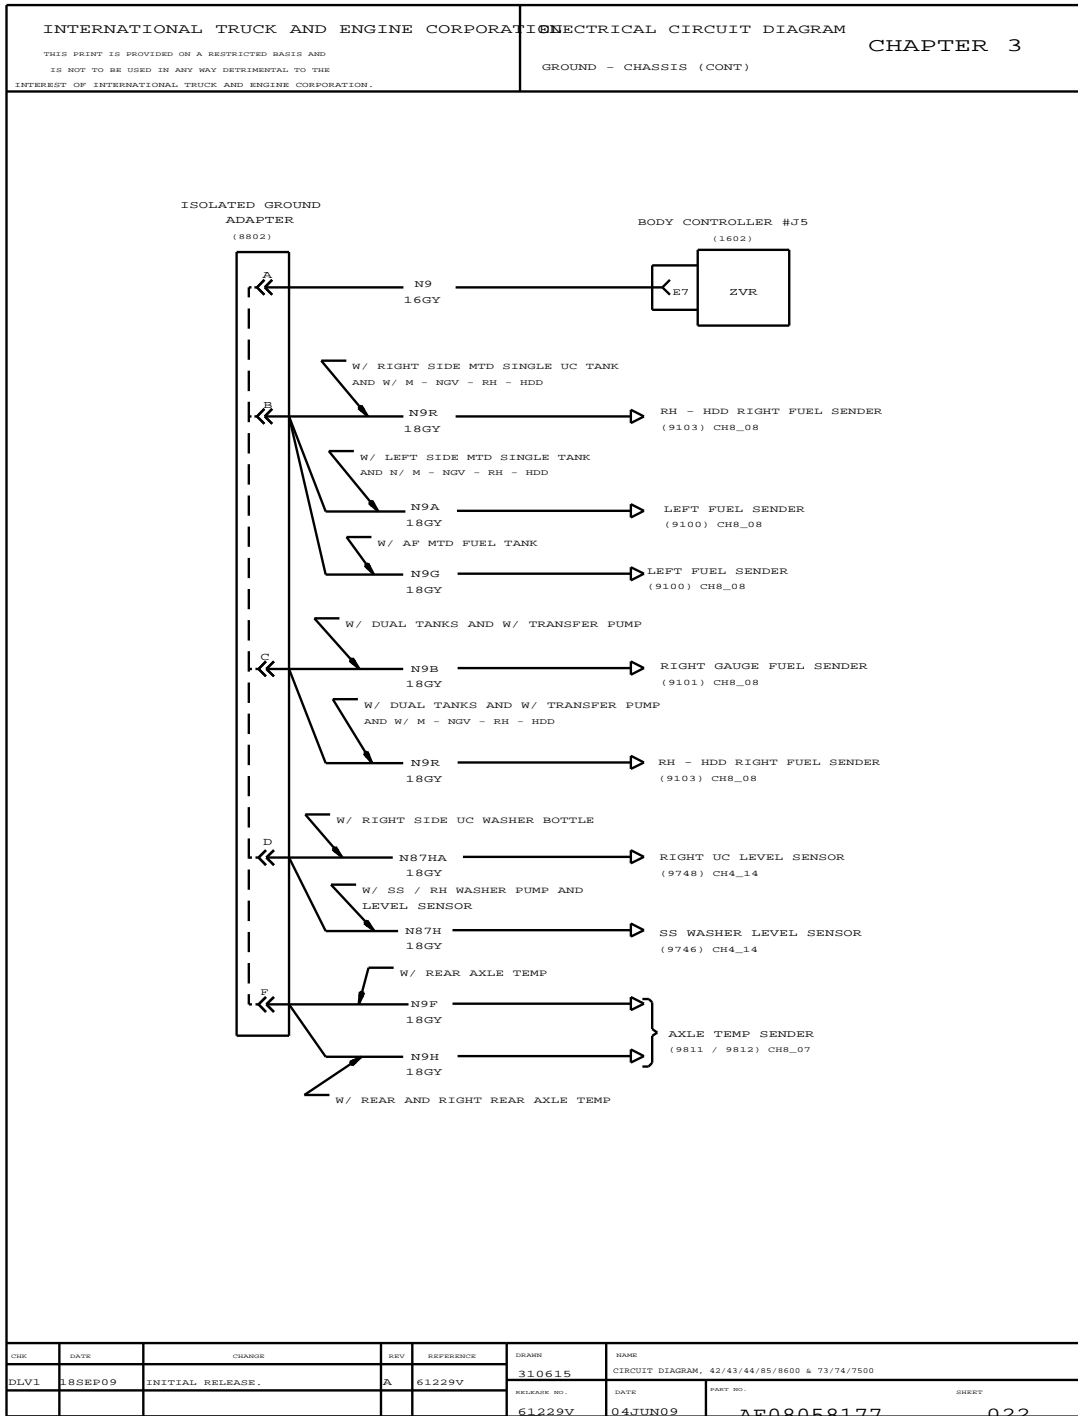 INTERNATIONAL TRUCK AND ENGINE CORPORATION
THIS PRINT IS PROVIDED ON A RESTRICTED BASIS AND
IS NOT TO BE USED IN ANY WAY DETRIMENTAL TO THE
INTEREST OF INTERNATIONAL TRUCK AND ENGINE CORPORATION.
ELECTRICAL CIRCUIT DIAGRAM
GROUND - CHASSIS (CONT)
CHAPTER 3
ISOLATED GROUND
ADAPTER
(8802)
BODY CONTROLLER #J5
(1602)
A
N9
16GY
E7
ZVR
W/ RIGHT SIDE MTD SINGLE UC TANK
AND W/ M - NGV - RH - HDD
B
N9R
18GY
RH - HDD RIGHT FUEL SENDER
(9103) CH8_08
W/ LEFT SIDE MTD SINGLE TANK
AND N/ M - NGV - RH - HDD
N9A
18GY
LEFT FUEL SENDER
(9100) CH8_08
W/ AF MTD FUEL TANK
N9G
18GY
LEFT FUEL SENDER
(9100) CH8_08
W/ DUAL TANKS AND W/ TRANSFER PUMP
C
N9B
18GY
RIGHT GAUGE FUEL SENDER
(9101) CH8_08
W/ DUAL TANKS AND W/ TRANSFER PUMP
AND W/ M - NGV - RH - HDD
N9R
18GY
RH - HDD RIGHT FUEL SENDER
(9103) CH8_08
W/ RIGHT SIDE UC WASHER BOTTLE
D
N87HA
18GY
RIGHT UC LEVEL SENSOR
(9748) CH4_14
W/ SS / RH WASHER PUMP AND
LEVEL SENSOR
N87H
18GY
SS WASHER LEVEL SENSOR
(9746) CH4_14
W/ REAR AXLE TEMP
F
N9F
18GY
AXLE TEMP SENDER
(9811 / 9812) CH8_07
N9H
18GY
W/ REAR AND RIGHT REAR AXLE TEMP
CHK DATE CHANGE REV REFERENCE
DLV1 18SEP09 INITIAL RELEASE. A 61229V
DRAWN
310615
NAME
CIRCUIT DIAGRAM, 42/43/44/85/8600 & 73/74/7500
RELEASE NO.
61229V
DATE
04JUN09
PART NO.
AF08058177
SHEET
022